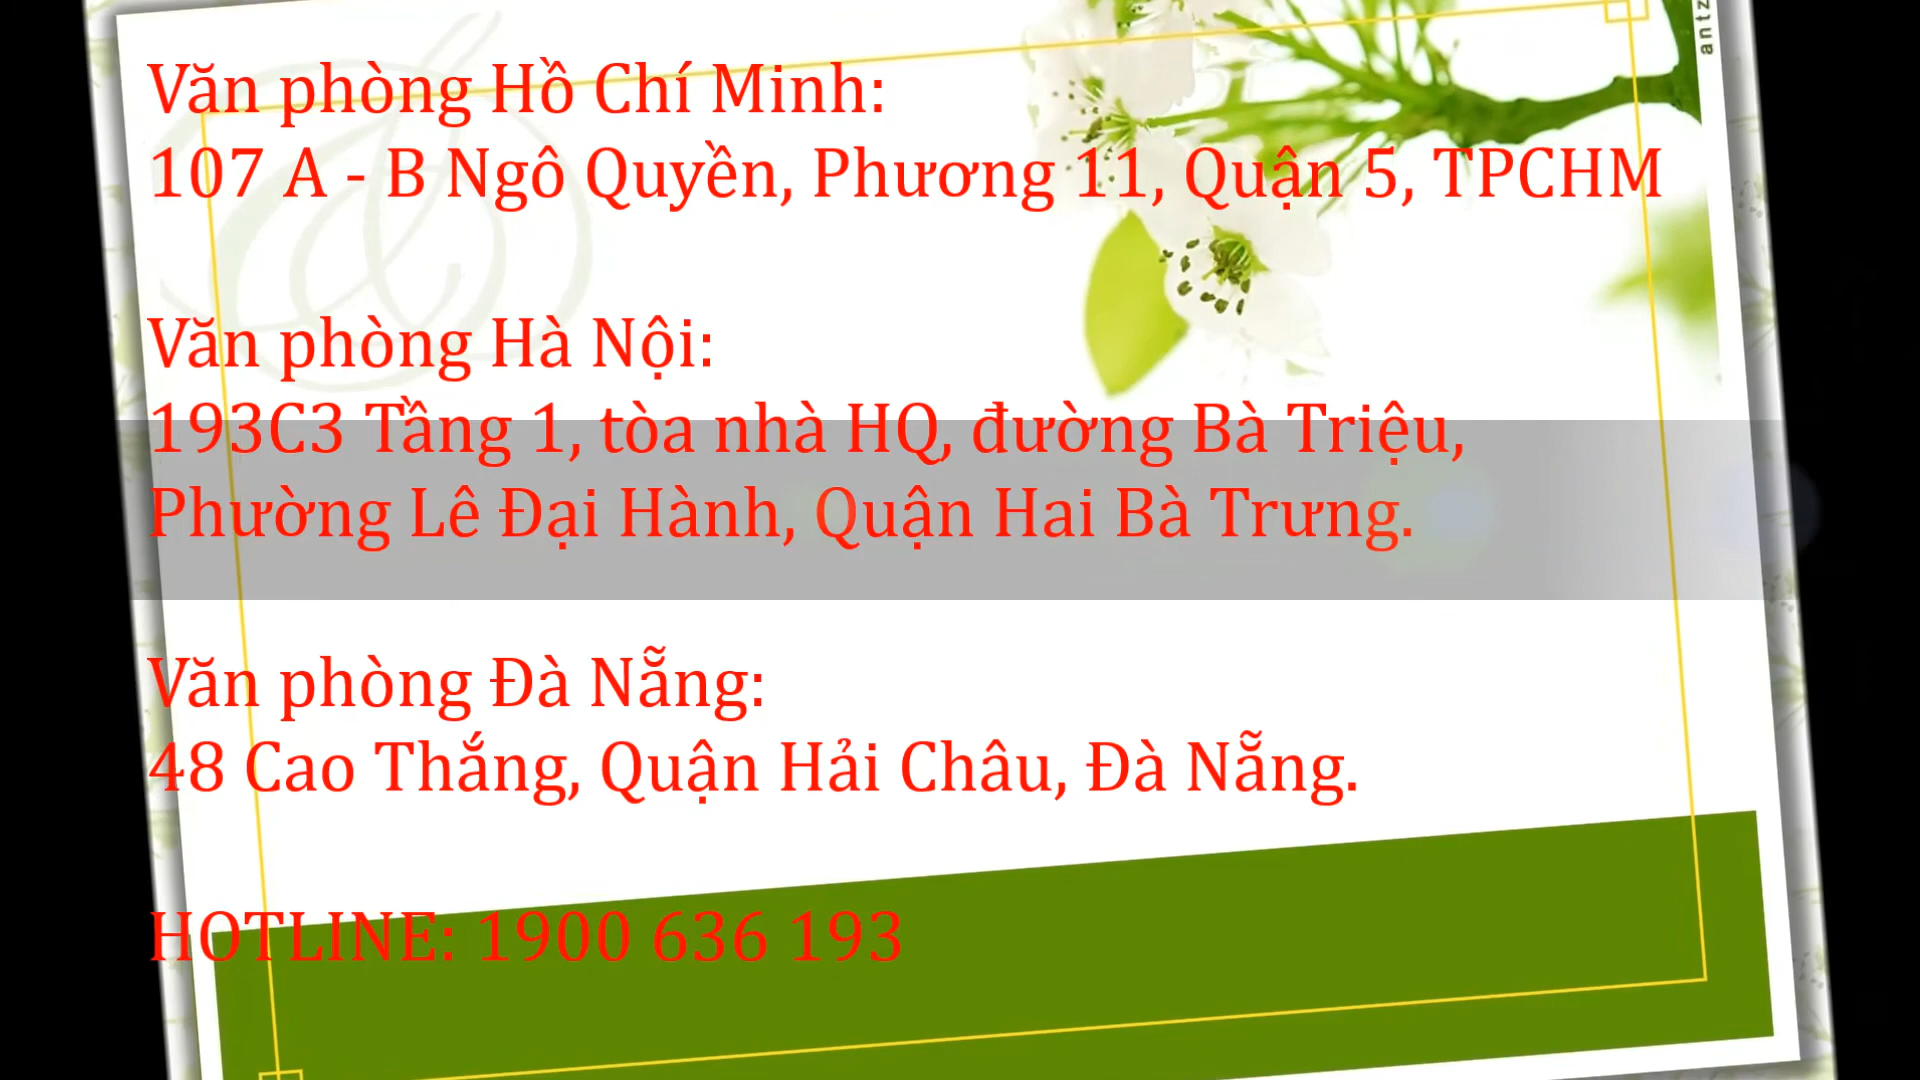 Văn phòng Hồ Chí Minh:
107 A - B Ngô Quyền, Phương 11, Quận 5, TPCHM
Văn phòng Hà Nội:
193C3 Tầng 1, tòa nhà HQ, đường Bà Triệu,
Phường Lê Đại Hành, Quận Hai Bà Trưng.
Văn phòng Đà Nẵng:
48 Cao Thắng, Quận Hải Châu, Đà Nẵng.
HOTLINE: 1900 636 193
antz